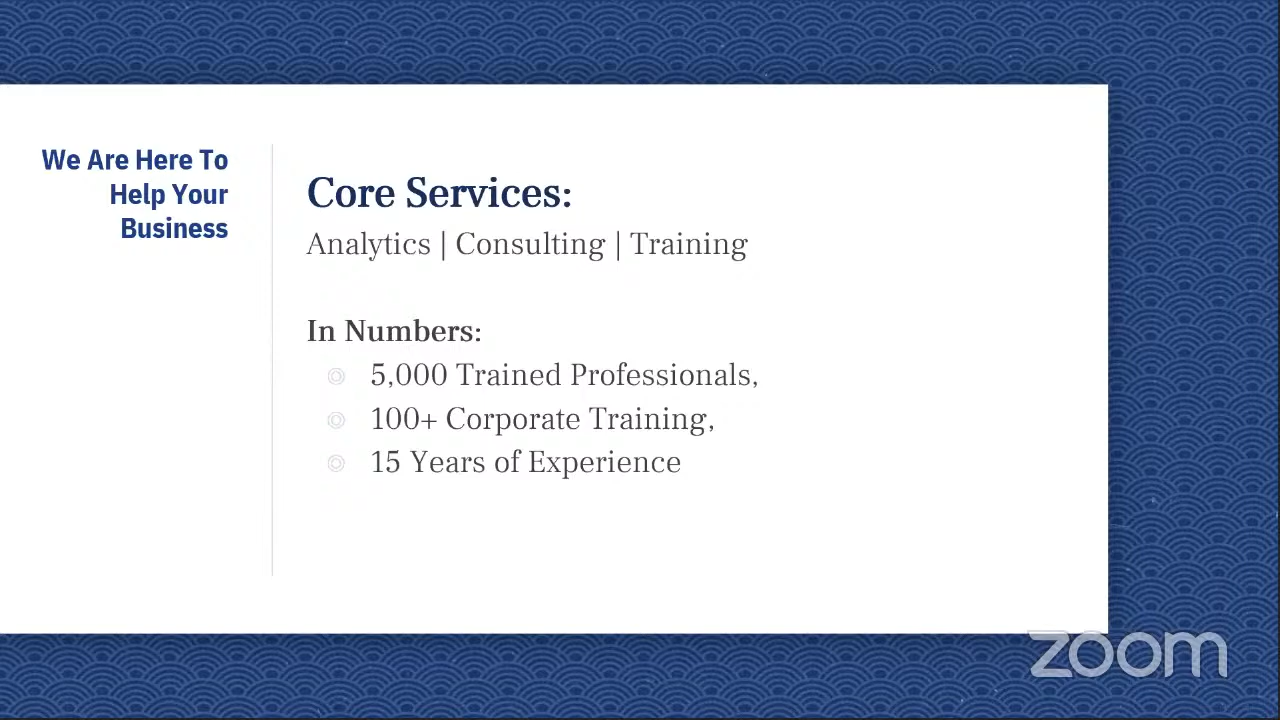 We Are Here To
Help Your
Business
Core Services:
Analytics | Consulting | Training
In Numbers:
5,000 Trained Professionals,
100+ Corporate Training,
15 Years of Experience
zoom